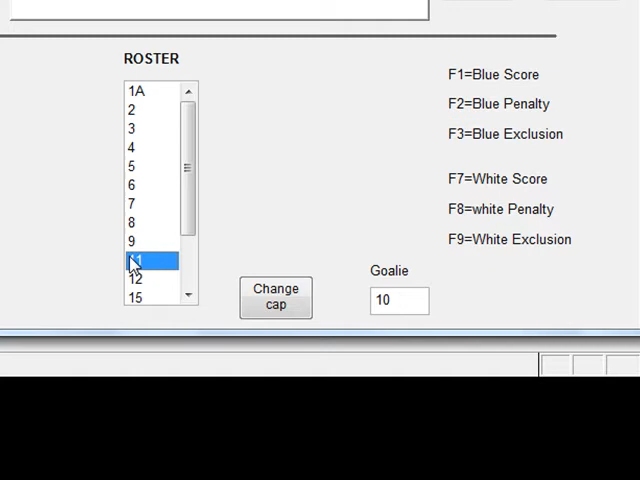 ROSTER
1A
2
3
4
5
6
7
8
9
11
12
15
Change
cap
Goalie
10
F1=Blue Score
F2=Blue Penalty
F3=Blue Exclusion
F7=White Score
F8=white Penalty
F9=White Exclusion